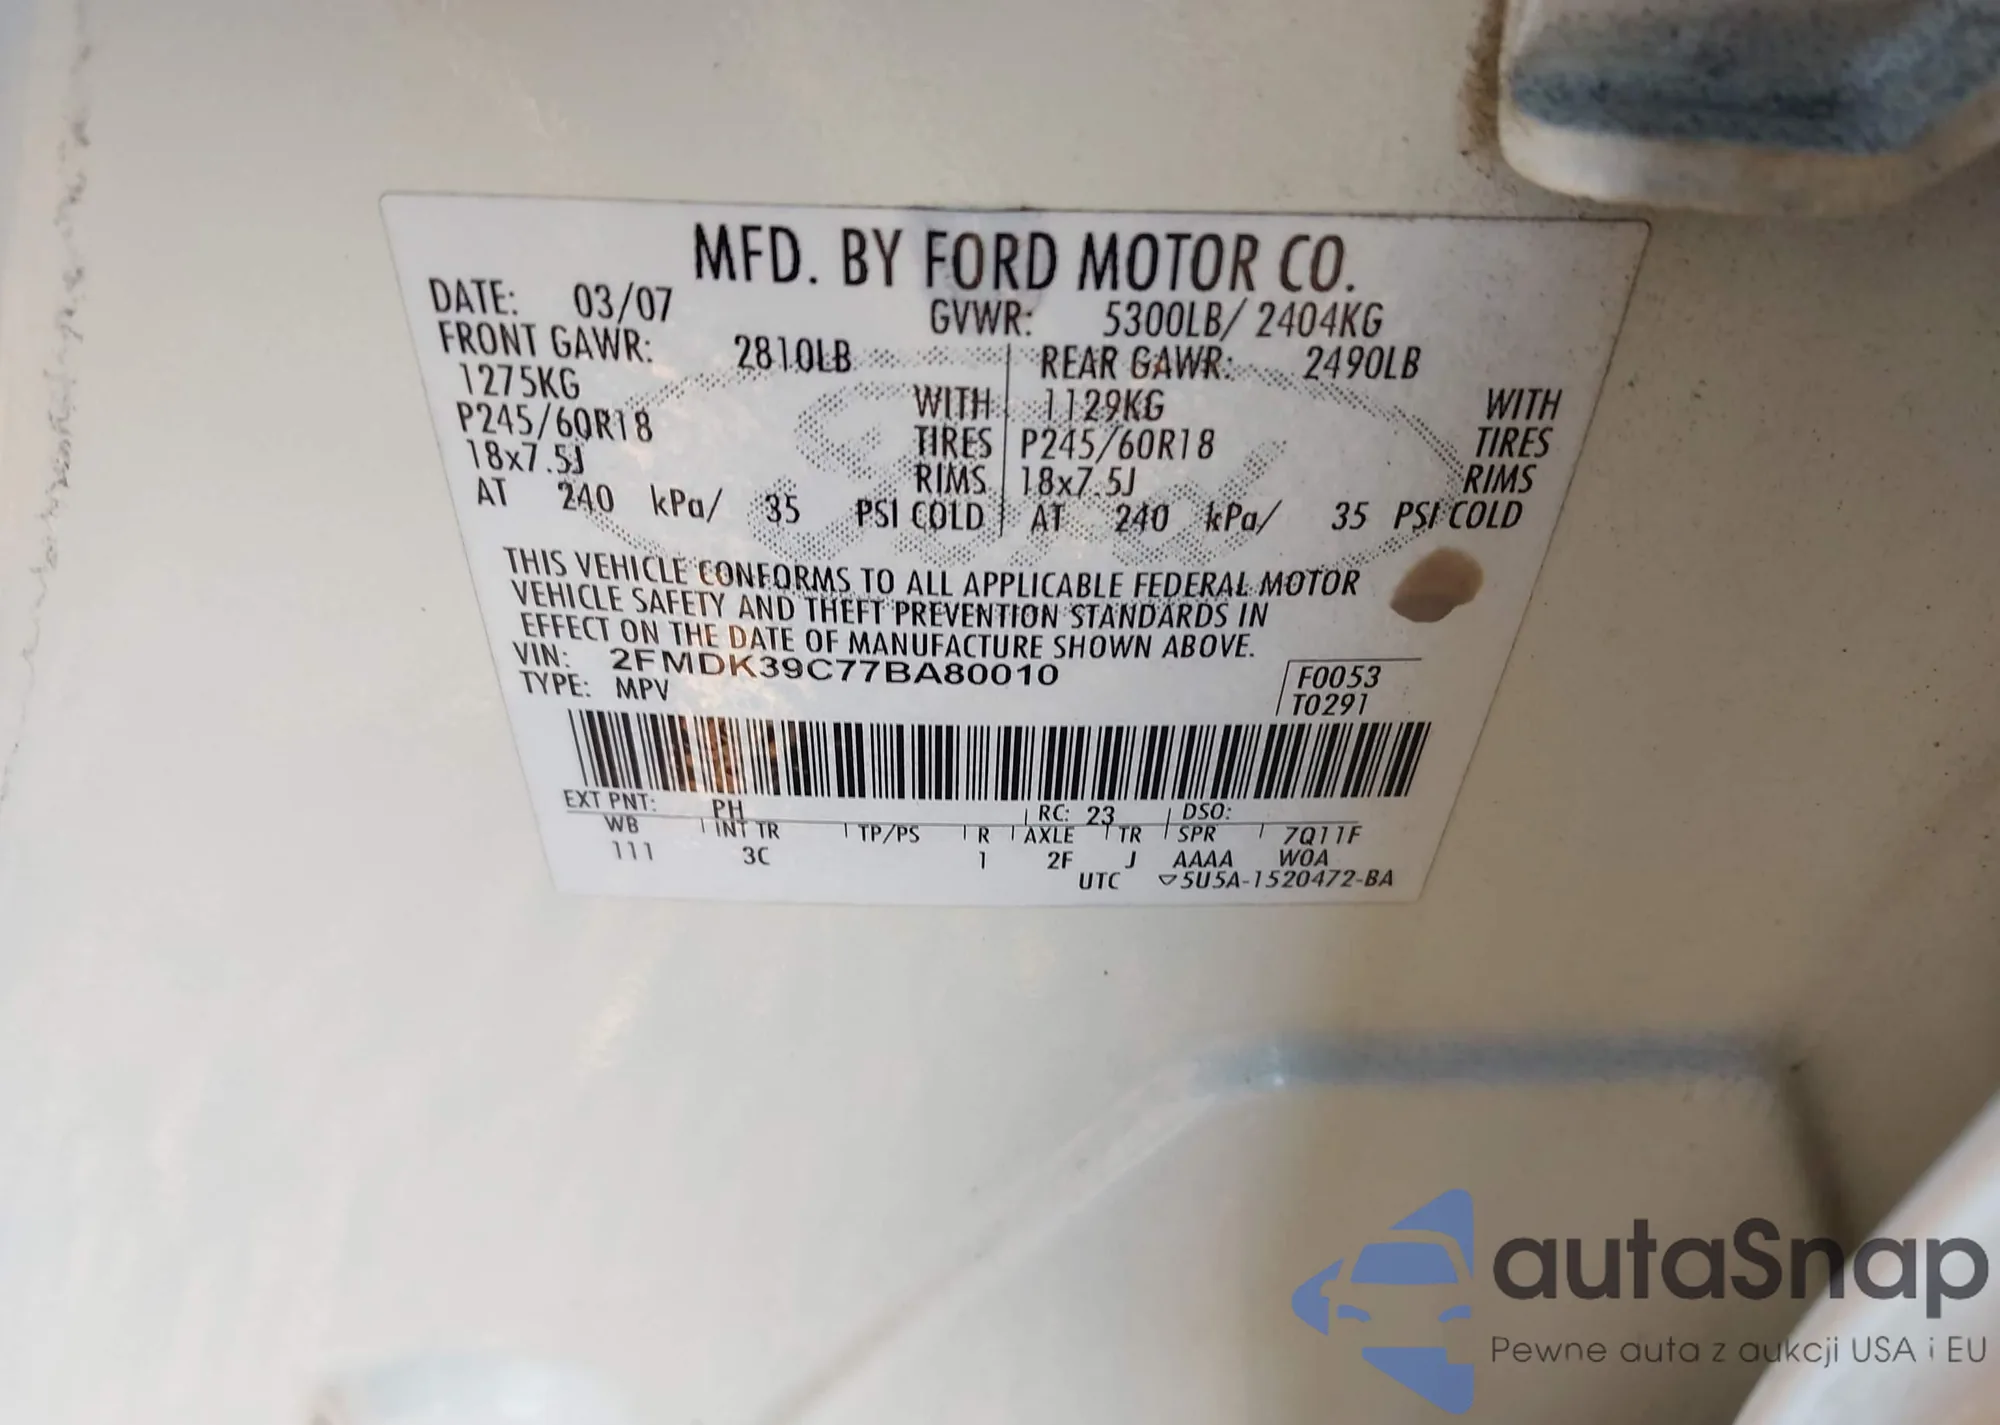 MFD. BY FORD MOTOR CO.
DATE: 03/07 GVWR: 5300LB/ 2404KG
FRONT GAWR: 2810LB REAR GAWR: 2490LB
1275KG WITH 1129KG WITH
P245/60R18 TIRES P245/60R18 TIRES
18x7.5J RIMS 18x7.5J RIMS
AT 240 kPa/ 35 PSI COLD AT 240 kPa/ 35 PSI COLD
THIS VEHICLE CONFORMS TO ALL APPLICABLE FEDERAL MOTOR
VEHICLE SAFETY AND THEFT PREVENTION STANDARDS IN
EFFECT ON THE DATE OF MANUFACTURE SHOWN ABOVE.
VIN: 2FMDK39C77BA80010
TYPE: MPV
F0053
T0291
EXT PNT: PH RC: 23 DSO:
WB INT TR TP/PS R AXLE TR SPR 7Q11F
111 3C 1 2F J AAAA WOA
UTC ▽5U5A-1520472-BA
autaSnap
Pewne auta z aukcji USA i EU